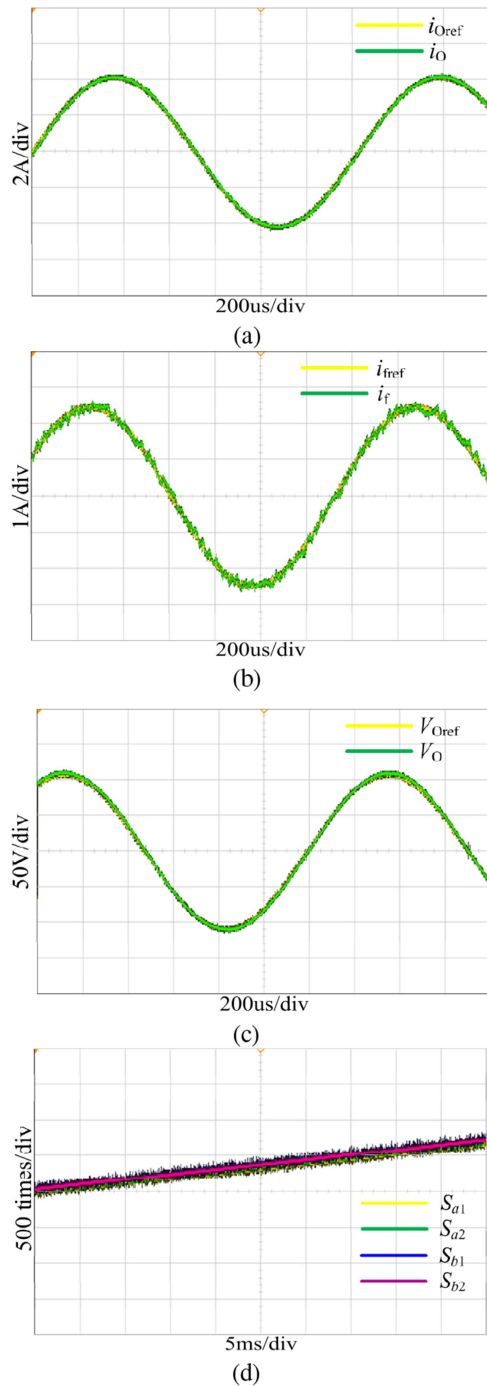 i_Oref
i_O
2A/div
200us/div
(a)
i_fref
i_f
1A/div
200us/div
(b)
V_Oref
V_O
50V/div
200us/div
(c)
500 times/div
S_a1
S_a2
S_b1
S_b2
5ms/div
(d)